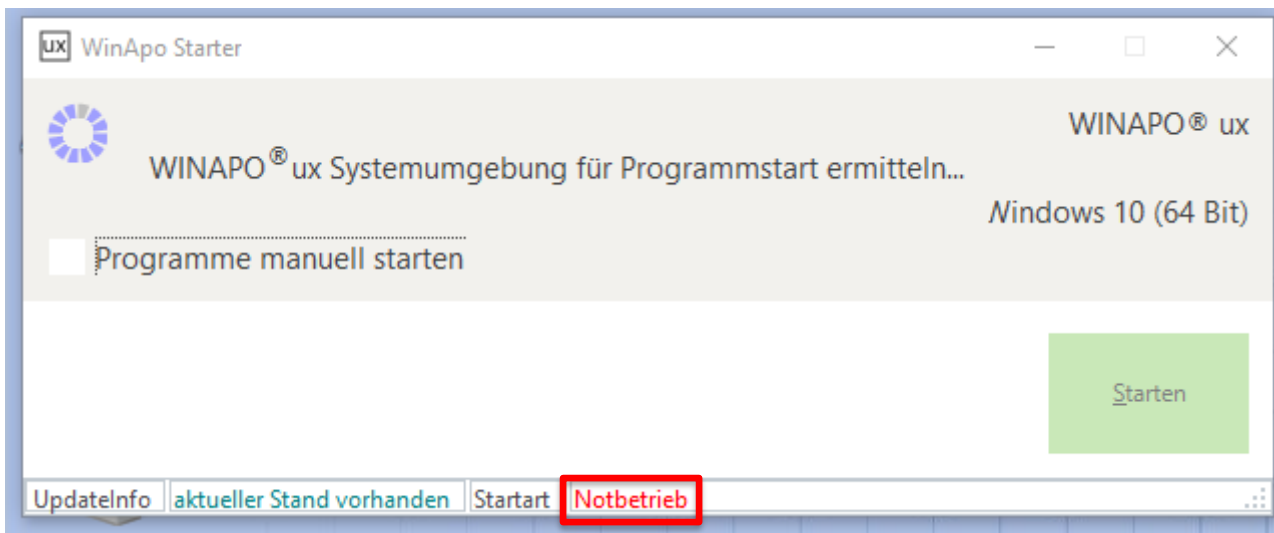 ux WinApo Starter
WINAPO® ux
WINAPO®ux Systemumgebung für Programmstart ermitteln...
Windows 10 (64 Bit)
Programme manuell starten
Starten
UpdateInfo aktueller Stand vorhanden Startart Notbetrieb